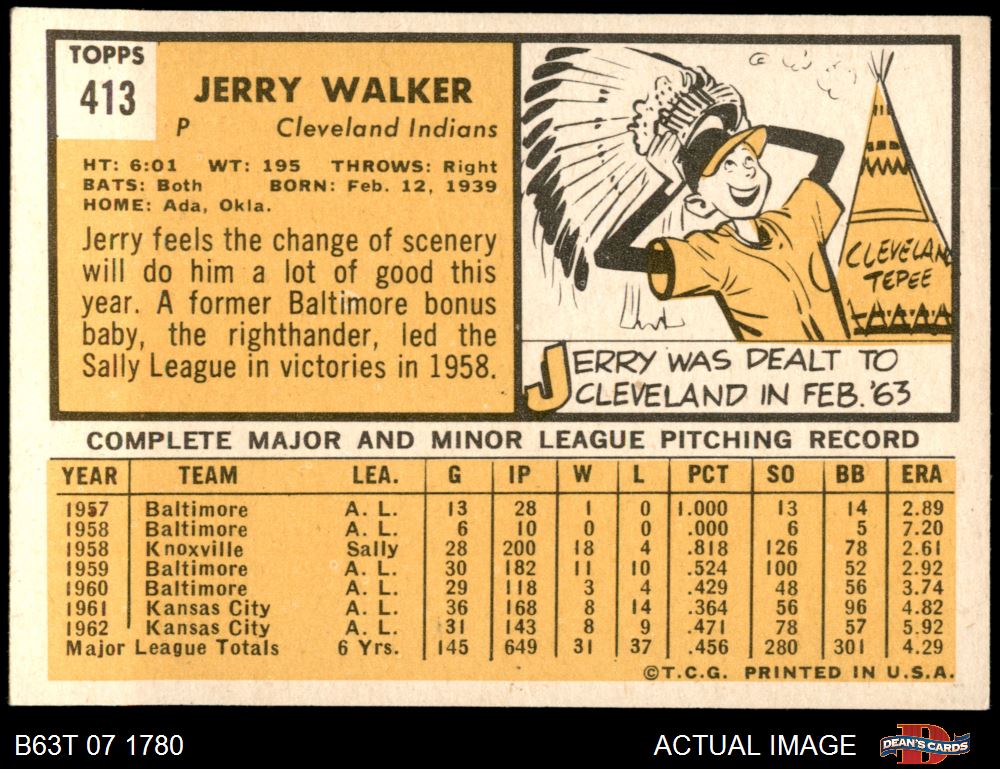 TOPPS
413
JERRY WALKER
P Cleveland Indians
HT: 6:01 WT: 195 THROWS: Right
BATS: Both BORN: Feb. 12, 1939
HOME: Ada, Okla.
Jerry feels the change of scenery
will do him a lot of good this
year. A former Baltimore bonus
baby, the righthander, led the
Sally League in victories in 1958.
CLEVELAND
TEPEE
JERRY WAS DEALT TO
CLEVELAND IN FEB. '63
COMPLETE MAJOR AND MINOR LEAGUE PITCHING RECORD
YEAR TEAM LEA. G IP W L PCT SO BB ERA
1957 Baltimore A. L. 13 28 1 0 1.000 13 14 2.89
1958 Baltimore A. L. 6 10 0 0 .000 6 5 7.20
1958 Knoxville Sally 28 200 18 4 .818 126 78 2.61
1959 Baltimore A. L. 30 182 11 10 .524 100 52 2.92
1960 Baltimore A. L. 29 118 3 4 .429 48 56 3.74
1961 Kansas City A. L. 36 168 8 14 .364 56 96 4.82
1962 Kansas City A. L. 31 143 8 9 .471 78 57 5.92
Major League Totals 6 Yrs. 145 649 31 37 .456 280 301 4.29
©T.C.G. PRINTED IN U.S.A.
B63T 07 1780
ACTUAL IMAGE
DEAN'S CARDS